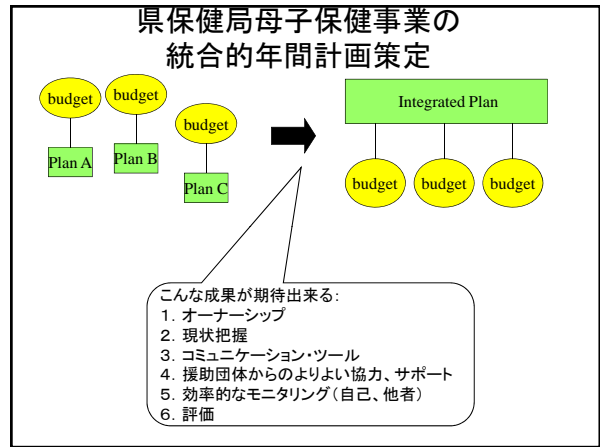 県保健局母子保健事業の
統合的年間計画策定
budget
budget
budget
Plan A
Plan B
Plan C
Integrated Plan
budget
budget
budget
こんな成果が期待出来る:
1. オーナーシップ
2. 現状把握
3. コミュニケーション・ツール
4. 援助団体からのよりよい協力、サポート
5. 効率的なモニタリング(自己、他者)
6. 評価